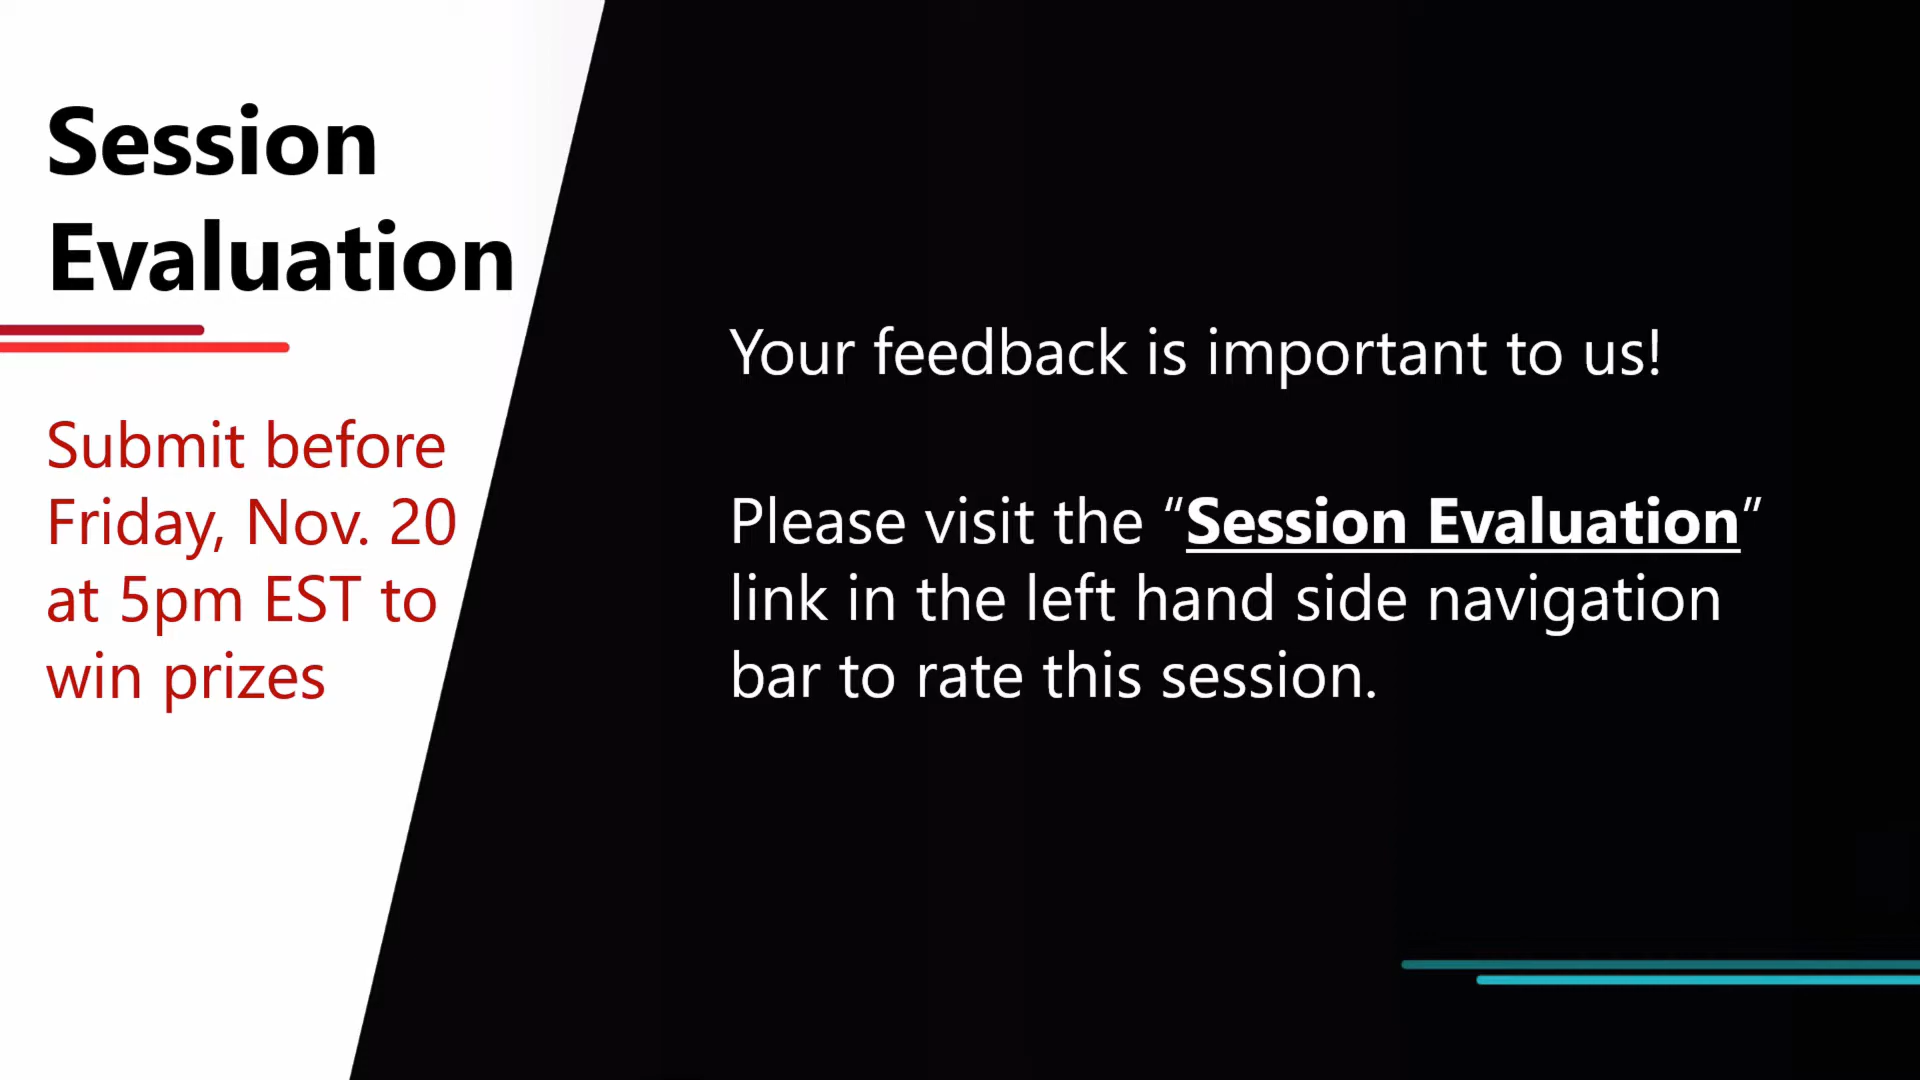 Session
Evaluation
Submit before
Friday, Nov. 20
at 5pm EST to
win prizes
Your feedback is important to us!
Please visit the “Session Evaluation”
link in the left hand side navigation
bar to rate this session.